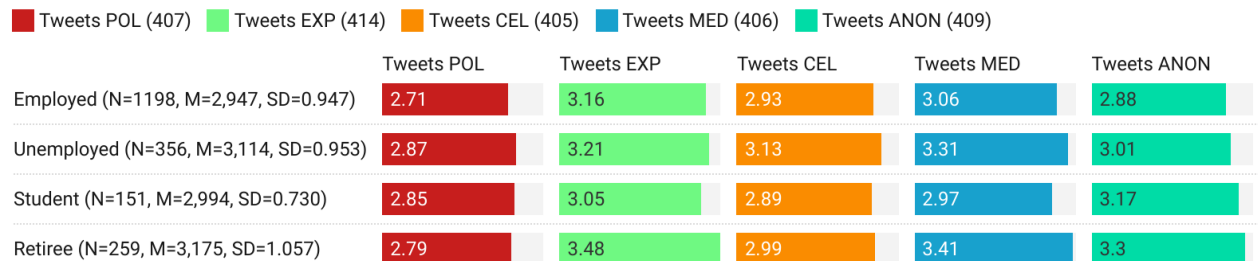 Tweets POL (407) Tweets EXP (414) Tweets CEL (405) Tweets MED (406) Tweets ANON (409)
Tweets POL Tweets EXP Tweets CEL Tweets MED Tweets ANON
Employed (N=1198, M=2,947, SD=0.947) 2.71 3.16 2.93 3.06 2.88
Unemployed (N=356, M=3,114, SD=0.953) 2.87 3.21 3.13 3.31 3.01
Student (N=151, M=2,994, SD=0.730) 2.85 3.05 2.89 2.97 3.17
Retiree (N=259, M=3,175, SD=1.057) 2.79 3.48 2.99 3.41 3.3